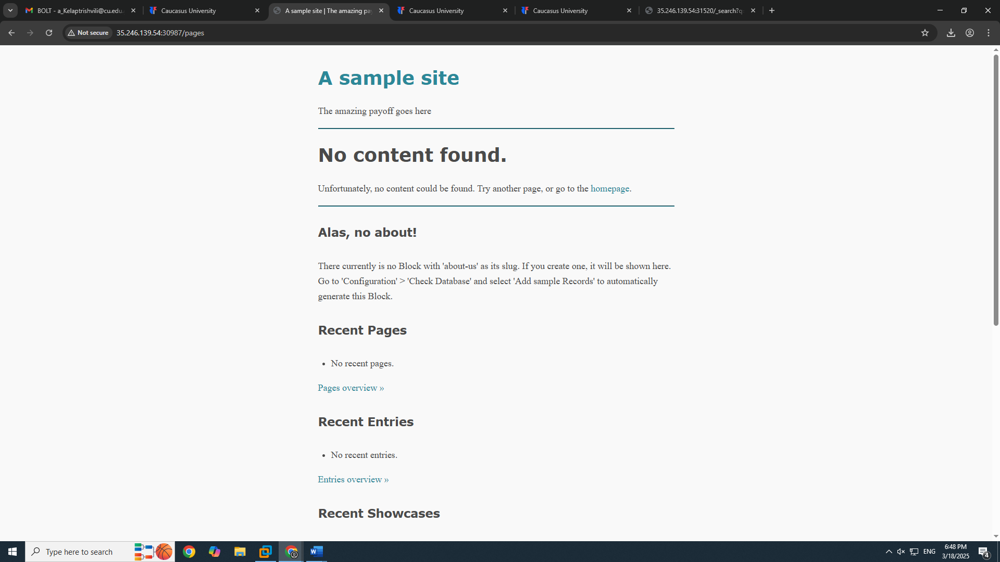 BOLT - a_Kelaptrishvili@cu.edu.
Caucasus University
A sample site | The amazing pay
Caucasus University
Caucasus University
35.246.139.54:31520/_search?q=
Not secure
35.246.139.54:30987/pages
A sample site
The amazing payoff goes here
No content found.
Unfortunately, no content could be found. Try another page, or go to the homepage.
Alas, no about!
There currently is no Block with 'about-us' as its slug. If you create one, it will be shown here.
Go to 'Configuration' > 'Check Database' and select 'Add sample Records' to automatically
generate this Block.
Recent Pages
• No recent pages.
Pages overview »
Recent Entries
• No recent entries.
Entries overview »
Recent Showcases
Type here to search
ENG
6:48 PM
3/18/2025
4